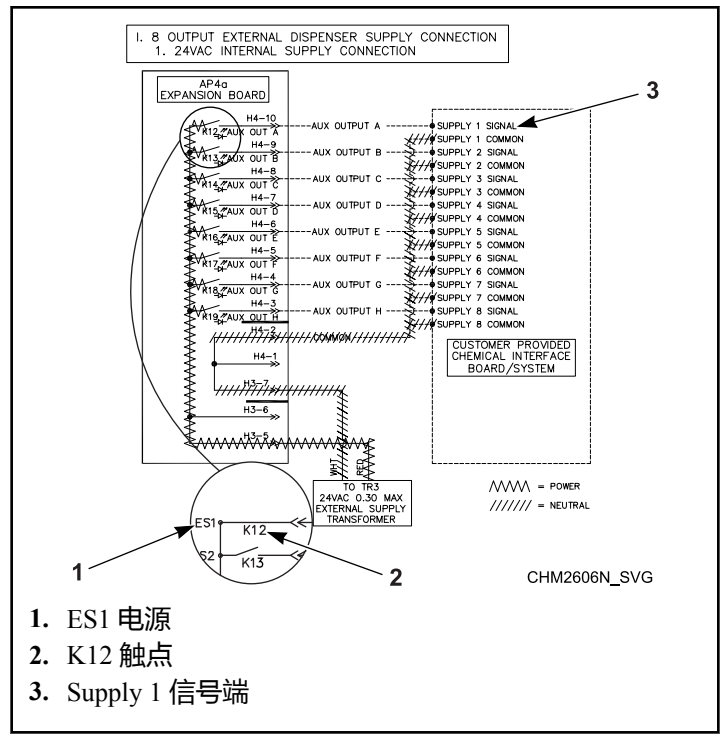 I. 8 OUTPUT EXTERNAL DISPENSER SUPPLY CONNECTION
1. 24VAC INTERNAL SUPPLY CONNECTION
AP4a
EXPANSION BOARD
3
H4-10
K12 AUX OUT A
AUX OUTPUT A
SUPPLY 1 SIGNAL
SUPPLY 1 COMMON
H4-9
K13 AUX OUT B
AUX OUTPUT B
SUPPLY 2 SIGNAL
SUPPLY 2 COMMON
H4-8
K14 AUX OUT C
AUX OUTPUT C
SUPPLY 3 SIGNAL
SUPPLY 3 COMMON
H4-7
K15 AUX OUT D
AUX OUTPUT D
SUPPLY 4 SIGNAL
SUPPLY 4 COMMON
H4-6
K16 AUX OUT E
AUX OUTPUT E
SUPPLY 5 SIGNAL
SUPPLY 5 COMMON
H4-5
K17 AUX OUT F
AUX OUTPUT F
SUPPLY 6 SIGNAL
SUPPLY 6 COMMON
H4-4
K18 AUX OUT G
AUX OUTPUT G
SUPPLY 7 SIGNAL
SUPPLY 7 COMMON
H4-3
K19 AUX OUT H
AUX OUTPUT H
SUPPLY 8 SIGNAL
SUPPLY 8 COMMON
H4-2
COMMON
H4-1
H3-7
H3-6
H3-5
CUSTOMER PROVIDED
CHEMICAL INTERFACE
BOARD/SYSTEM
WHT
RED
TO TR3
24VAC 0.30 MAX
EXTERNAL SUPPLY
TRANSFORMER
= POWER
= NEUTRAL
ES1
K12
S2
K13
1
2
CHM2606N_SVG
1. ES1 电源
2. K12 触点
3. Supply 1 信号端